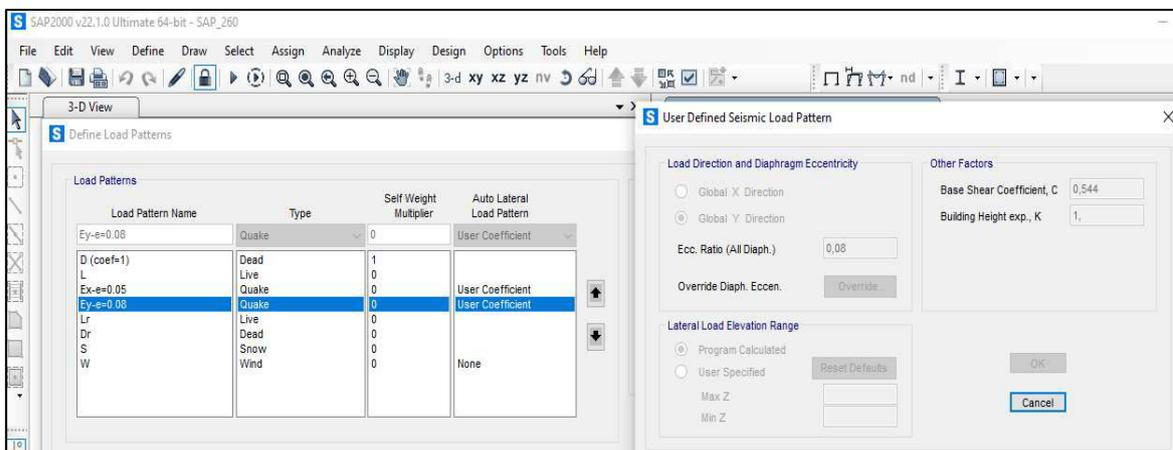 SAP2000 v22.1.0 Ultimate 64-bit - SAP_260
File Edit View Define Draw Select Assign Analyze Display Design Options Tools Help
3-d xy xz yz nv nd
3-D View
Define Load Patterns
Load Patterns
Load Pattern Name Type Self Weight Multiplier Auto Lateral Load Pattern
Ey-e=0.08 Quake 0 User Coefficient
D (coef=1) Dead 1
L Live 0
Ex-e=0.05 Quake 0 User Coefficient
Ey-e=0.08 Quake 0 User Coefficient
Lr Live 0
Dr Dead 0
S Snow 0
W Wind 0 None
User Defined Seismic Load Pattern
Load Direction and Diaphragm Eccentricity
Global X Direction
Global Y Direction
Ecc. Ratio (All Diaph.) 0,08
Override Diaph. Eccen. Override...
Other Factors
Base Shear Coefficient, C 0,544
Building Height exp., K 1,
Lateral Load Elevation Range
Program Calculated
User Specified Reset Defaults
Max Z
Min Z
OK
Cancel